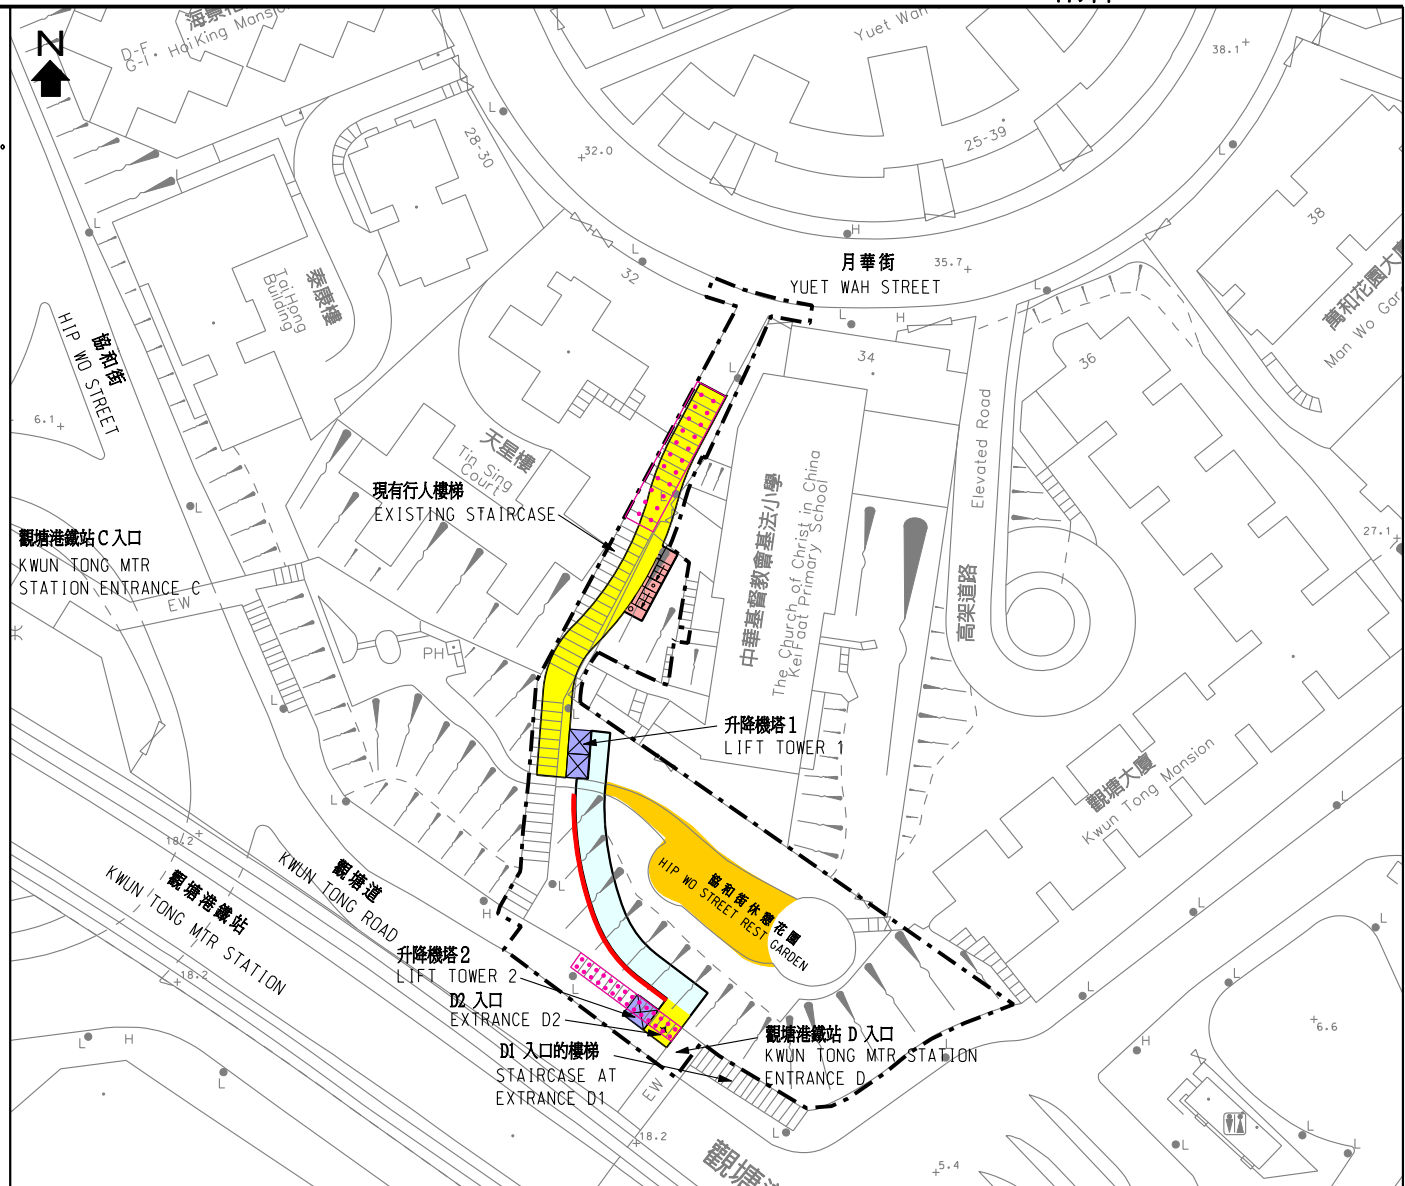 D-F.
G-I.
Hoi King Mansion
Yuet Wah
38.1
28-30
32.0
25-39
38
泰康樓
Tai Hong
Building
協和街
HIP WO STREET
6.1
32
月華街
YUET WAH STREET
35.7
34
36
萬和花園大廈
Man Wo Gar
天星樓
Tin Sing
Court
現有行人樓梯
EXISTING STAIRCASE
中華基督教會基法小學
The Church of Christ in China
Kei Faat Primary School
Elevated Road
高架道路
27.1
觀塘港鐵站 C 入口
KWUN TONG MTR
STATION ENTRANCE C
EW
PH
升降機塔 1
LIFT TOWER 1
觀塘大廈
Kwun Tong Mansion
18.2
觀塘道
KWUN TONG ROAD
觀塘港鐵站
KWUN TONG MTR STATION
18.2
協和街休憩花園
HIP WO STREET REST GARDEN
升降機塔 2
LIFT TOWER 2
D2 入口
EXTRANCE D2
D1 入口的樓梯
STAIRCASE AT
EXTRANCE D1
觀塘港鐵站 D 入口
KWUN TONG MTR STATION
ENTRANCE D
EW
6.6
18.2
5.4
觀塘
N
L
H